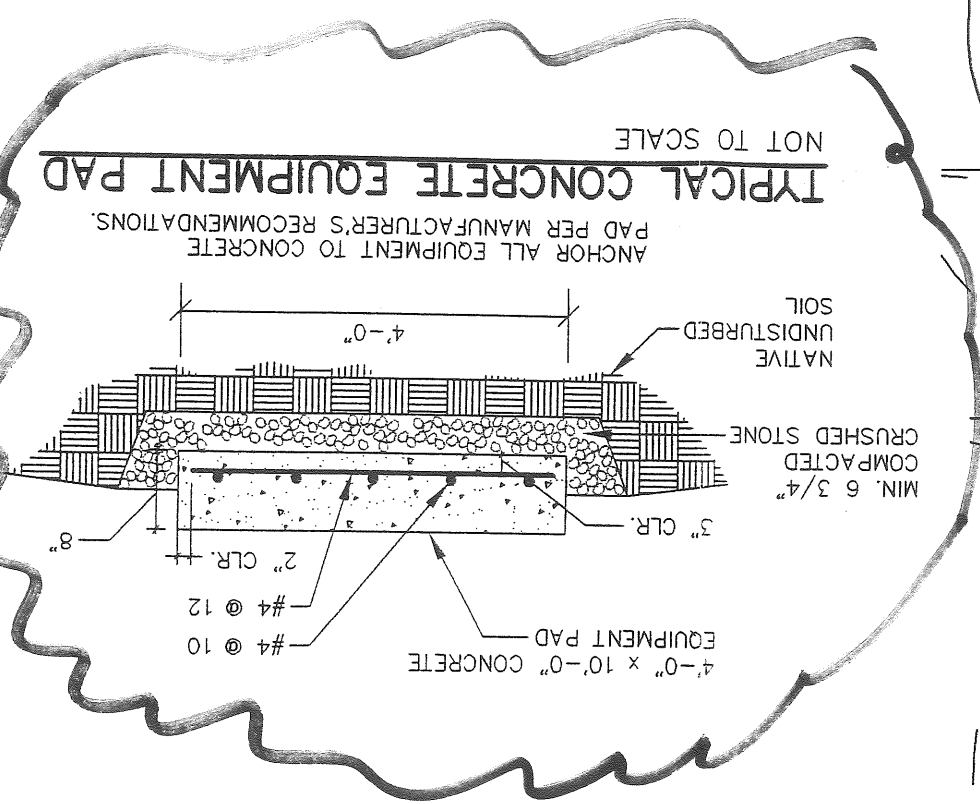 4'-0" x 10'-0" CONCRETE
EQUIPMENT PAD
#4 @ 10
#4 @ 12
2" CLR.
3" CLR.
8"
MIN. 6 3/4"
COMPACTED
CRUSHED STONE
NATIVE
UNDISTURBED
SOIL
4'-0"
ANCHOR ALL EQUIPMENT TO CONCRETE
PAD PER MANUFACTURER'S RECOMMENDATIONS.
TYPICAL CONCRETE EQUIPMENT PAD
NOT TO SCALE